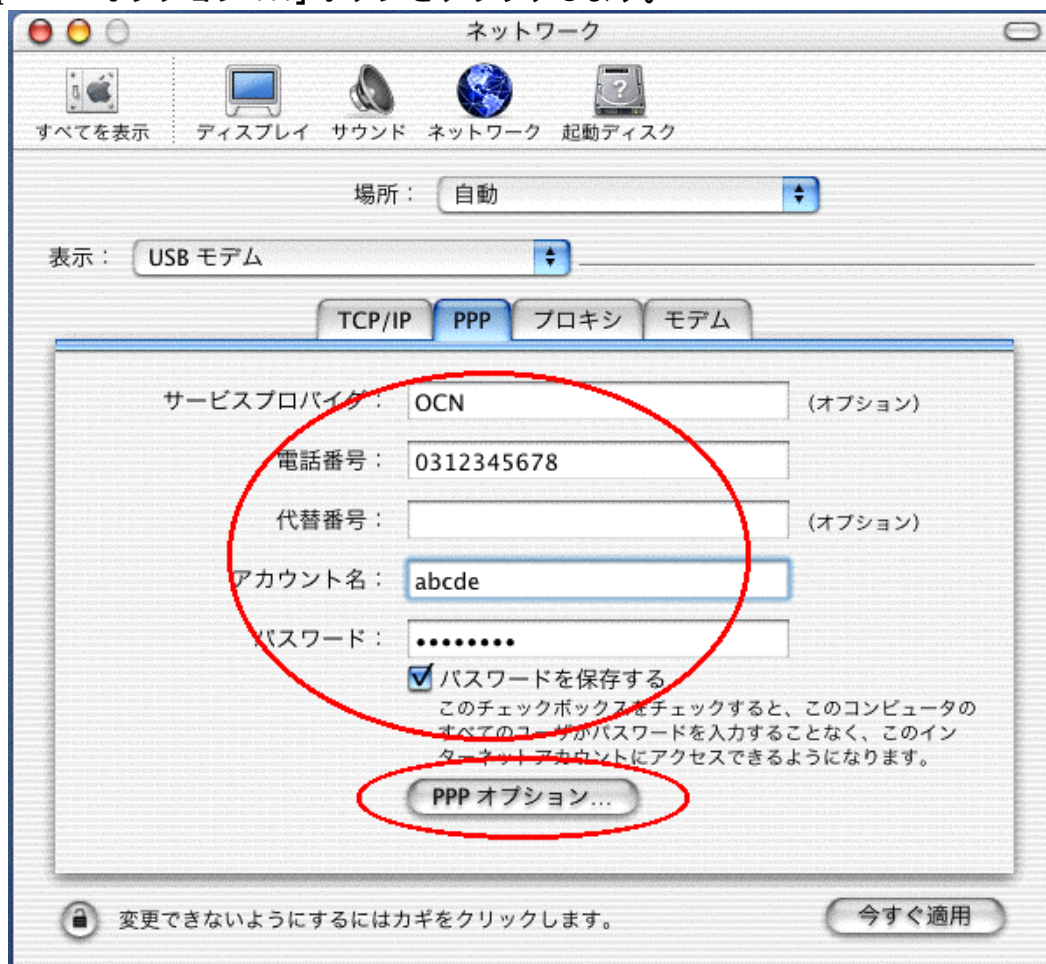 ネットワーク
すべてを表示 ディスプレイ サウンド ネットワーク 起動ディスク
場所： 自動
表示： USB モデム
TCP/IP PPP プロキシ モデム
サービスプロバイダ： OCN (オプション)
電話番号： 0312345678
代替番号： (オプション)
アカウント名： abcde
パスワード： ••••••••
パスワードを保存する
このチェックボックスをチェックすると、このコンピュータの
すべてのユーザがパスワードを入力することなく、このイン
ターネットアカウントにアクセスできるようになります。
PPP オプション...
変更できないようにするにはカギをクリックします。 今すぐ適用